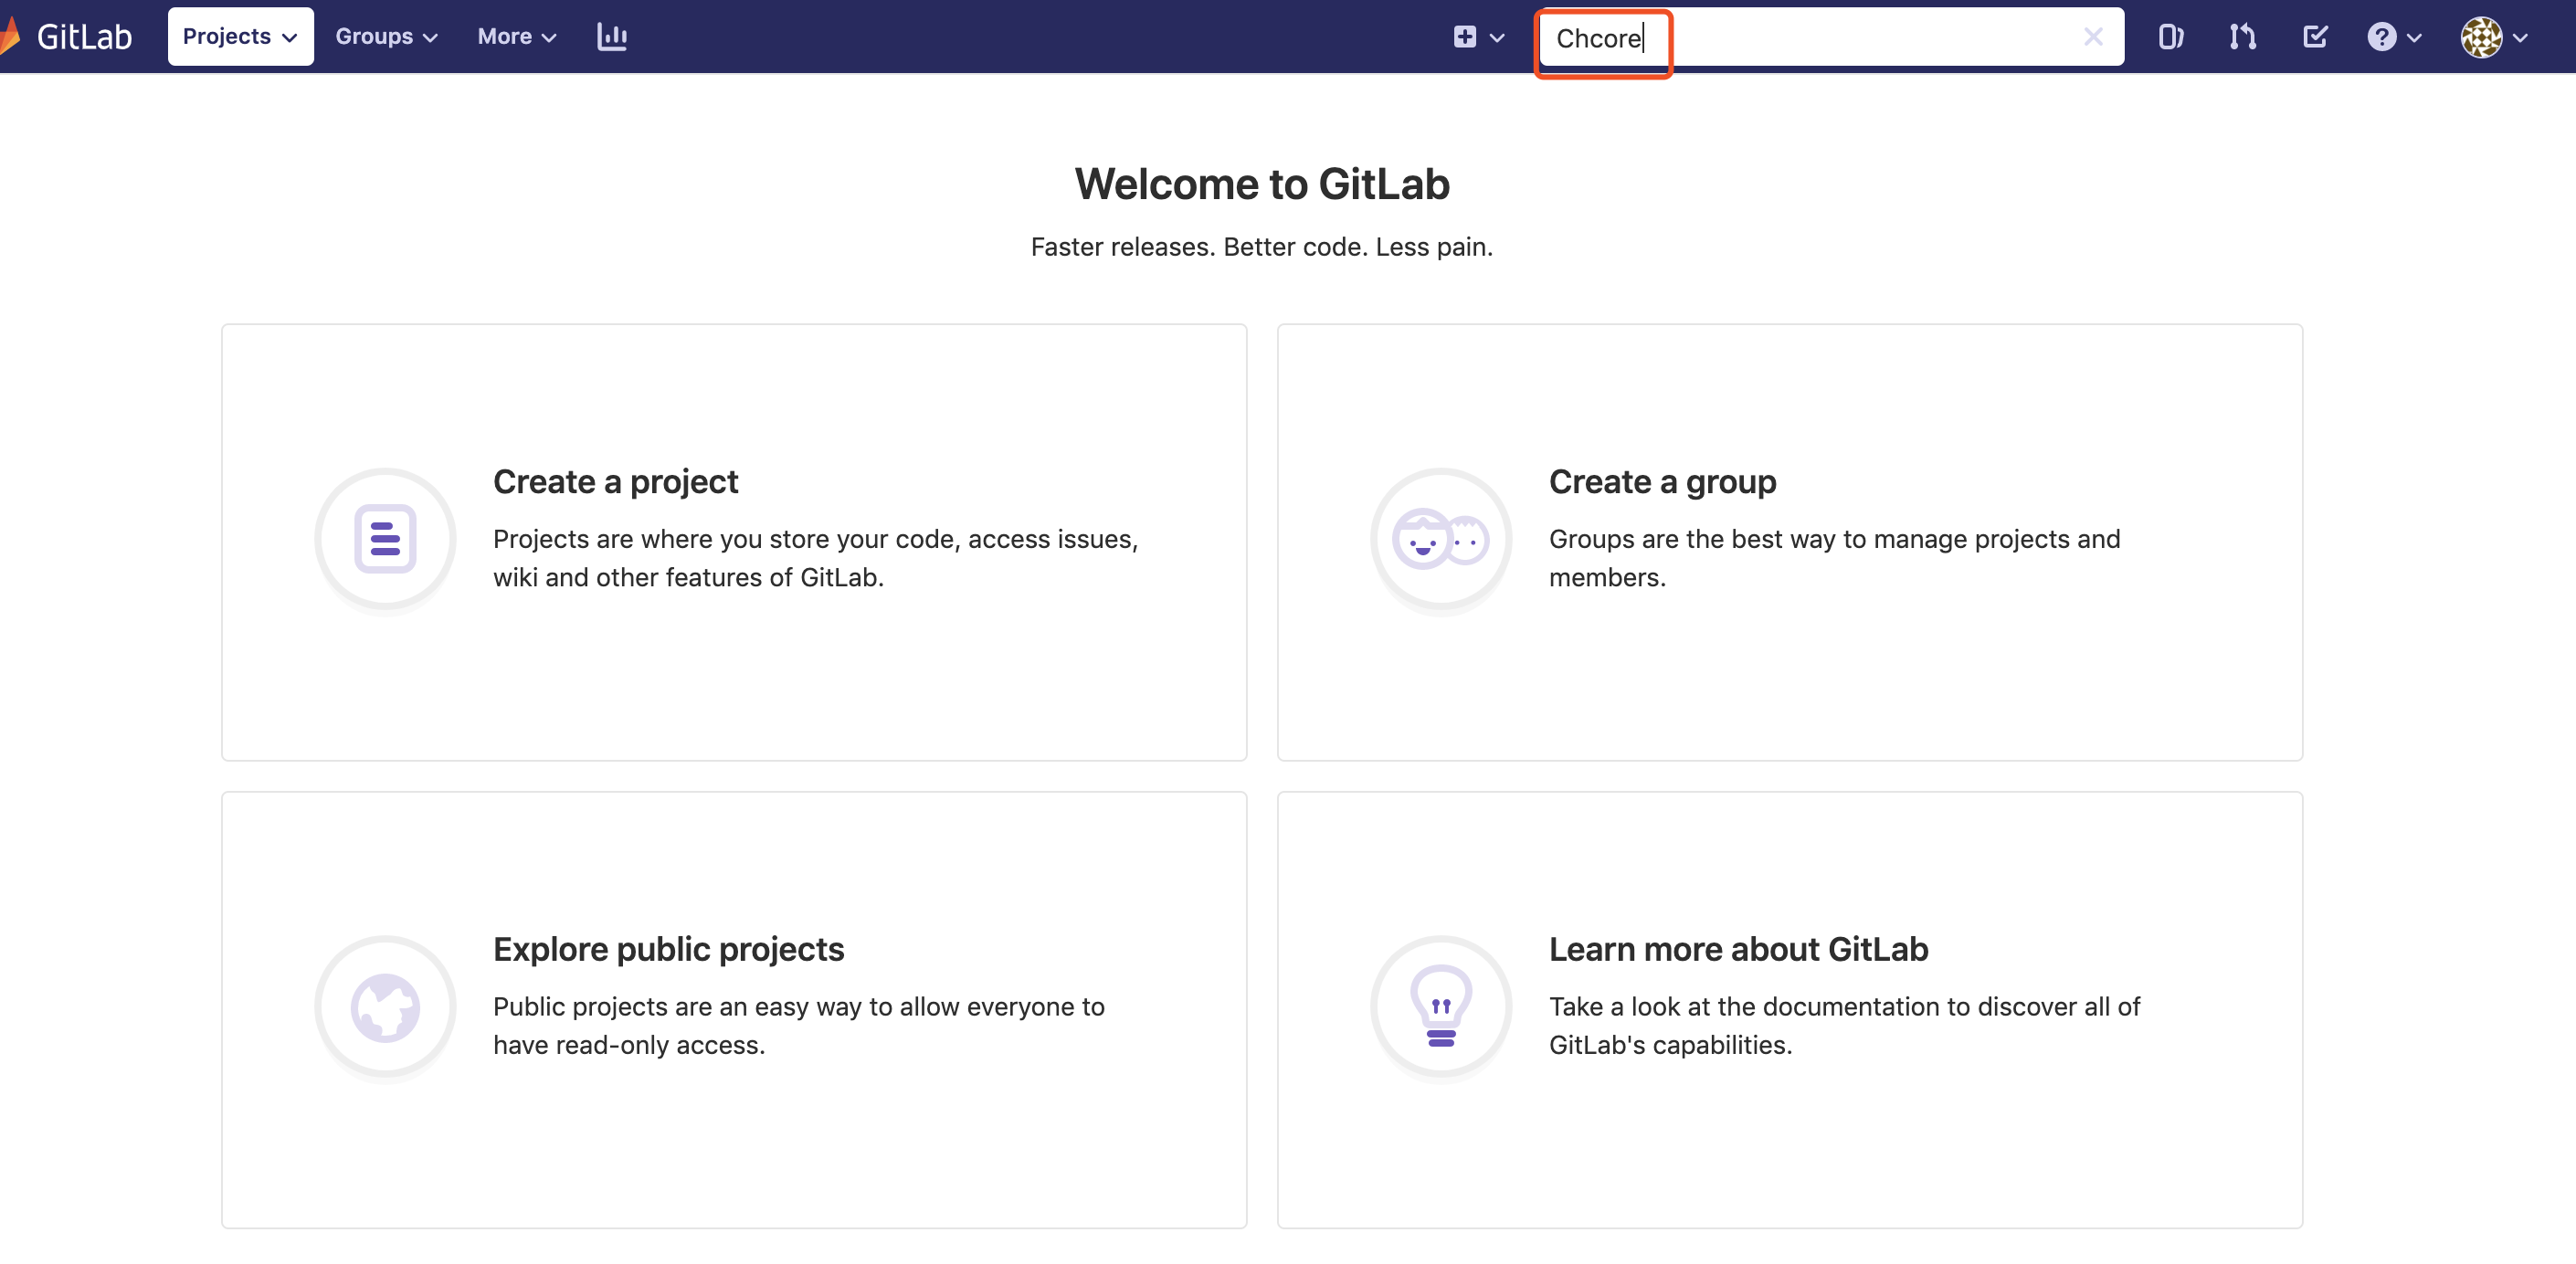 GitLab
Projects
Groups
More
Chcore
Welcome to GitLab
Faster releases. Better code. Less pain.
Create a project
Projects are where you store your code, access issues,
wiki and other features of GitLab.
Create a group
Groups are the best way to manage projects and
members.
Explore public projects
Public projects are an easy way to allow everyone to
have read-only access.
Learn more about GitLab
Take a look at the documentation to discover all of
GitLab's capabilities.